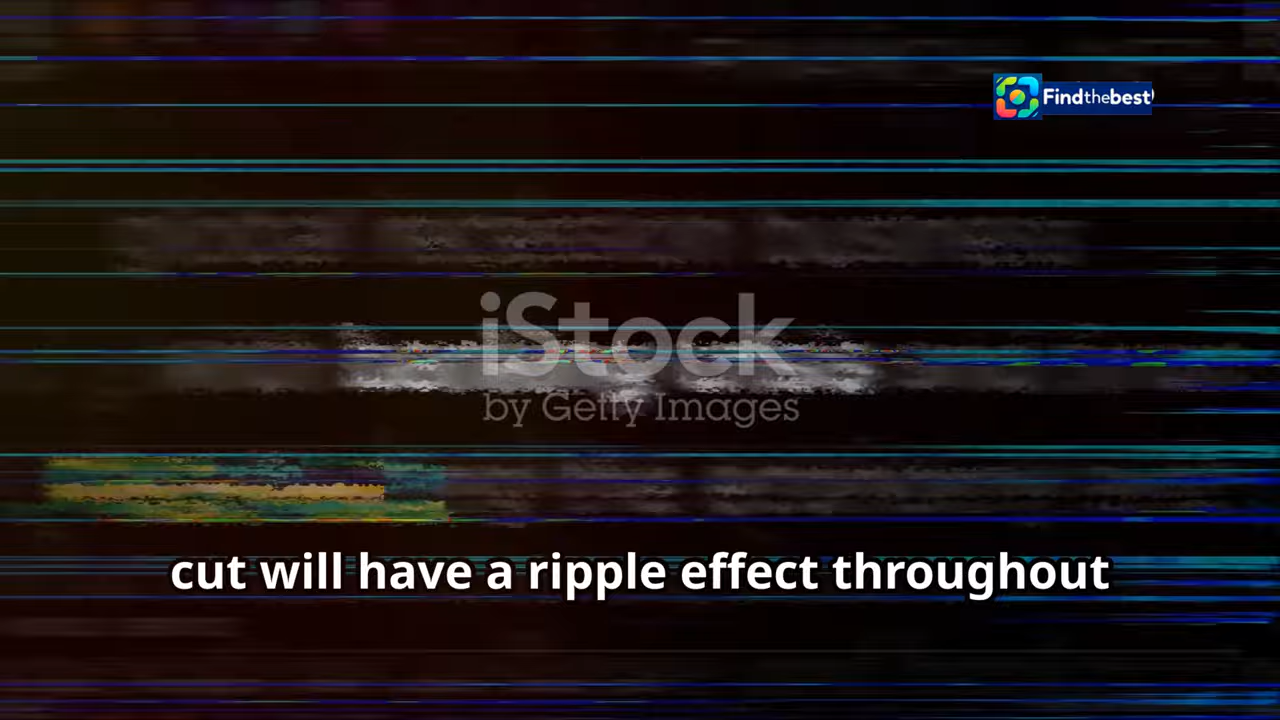 Findthebest
iStock
by Getty Images
cut will have a ripple effect throughout